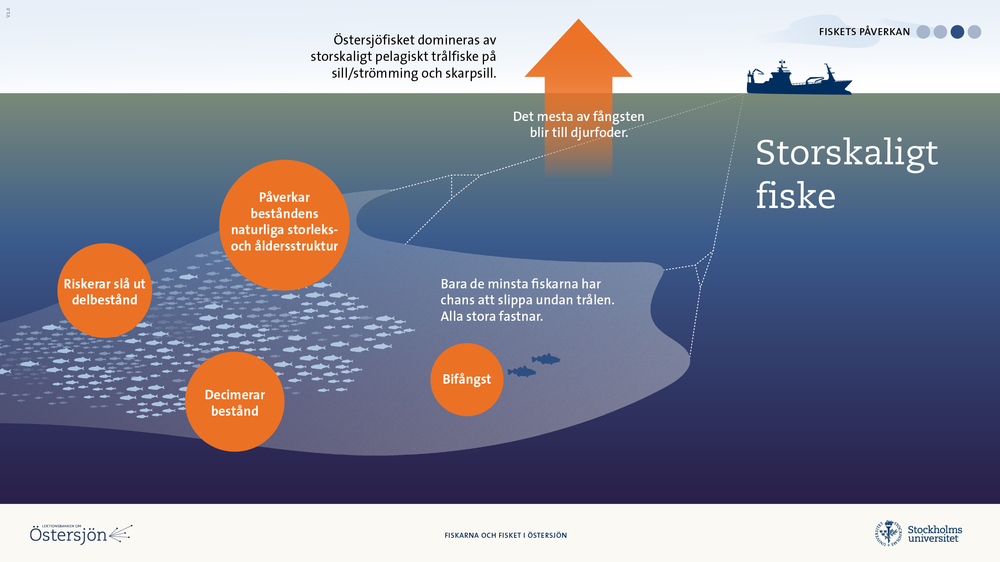 V1.0
FISKETS PÅVERKAN
Östersjöfisket domineras av
storskaligt pelagiskt trålfiske på
sill/strömming och skarpsill.
Det mesta av fångsten
blir till djurfoder.
Storskaligt
fiske
Påverkar
beståndens
naturliga storleks-
och åldersstruktur
Riskerar slå ut
delbestånd
Bara de minsta fiskarna har
chans att slippa undan trålen.
Alla stora fastnar.
Bifångst
Decimerar
bestånd
LEKTIONSBANKEN OM
Östersjön
FISKARNA OCH FISKET I ÖSTERSJÖN
STOCKHOLMS UNIVERSITET
Stockholms
universitet